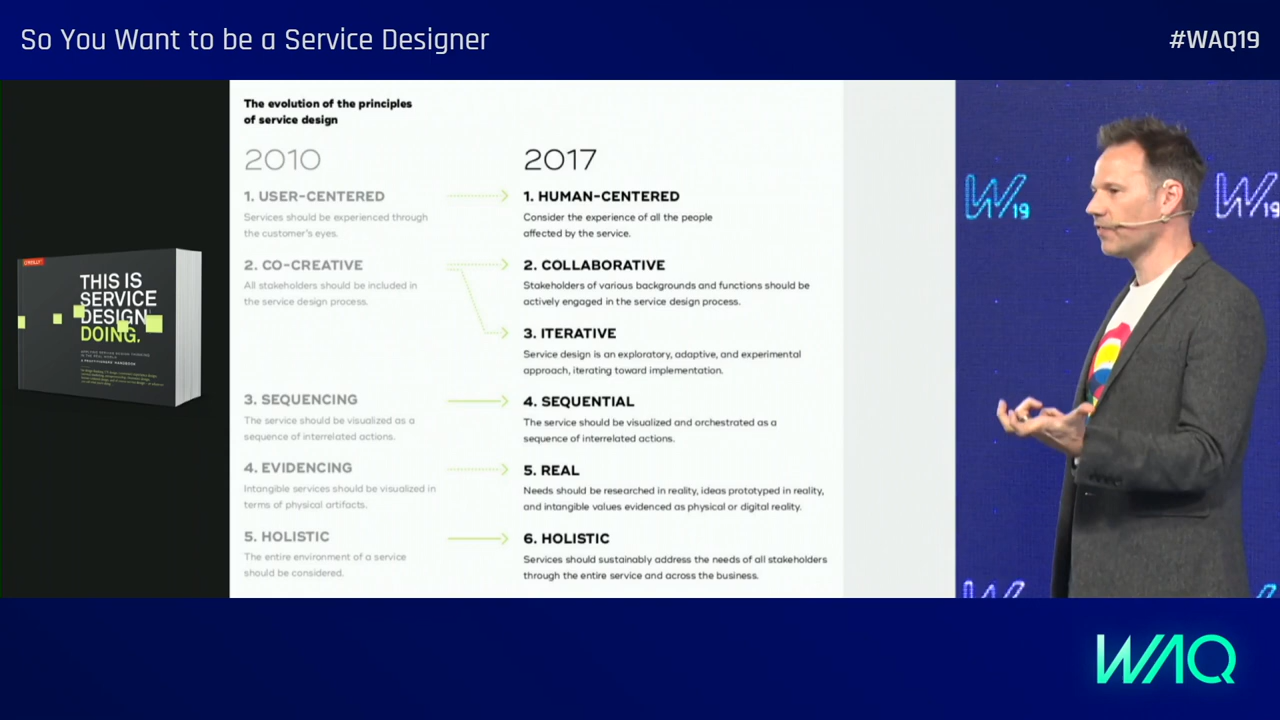 So You Want to be a Service Designer
#WAQ19
The evolution of the principles
of service design
2010
1. USER-CENTERED
Services should be experienced through
the customer's eyes.
2. CO-CREATIVE
All stakeholders should be included in
the service design process.
3. SEQUENCING
The service should be visualized as a
sequence of interrelated actions.
4. EVIDENCING
Intangible services should be visualized in
terms of physical artifacts.
5. HOLISTIC
The entire environment of a service
should be considered.
2017
1. HUMAN-CENTERED
Consider the experience of all the people
affected by the service.
2. COLLABORATIVE
Stakeholders of various backgrounds and functions should be
actively engaged in the service design process.
3. ITERATIVE
Service design is an exploratory, adaptive, and experimental
approach, iterating toward implementation.
4. SEQUENTIAL
The service should be visualized and orchestrated as a
sequence of interrelated actions.
5. REAL
Needs should be researched in reality, ideas prototyped in reality,
and intangible values evidenced as physical or digital reality.
6. HOLISTIC
Services should sustainably address the needs of all stakeholders
through the entire service and across the business.
O'REILLY
THIS IS
SERVICE
DESIGN
DOING.
W19
W19
WAQ